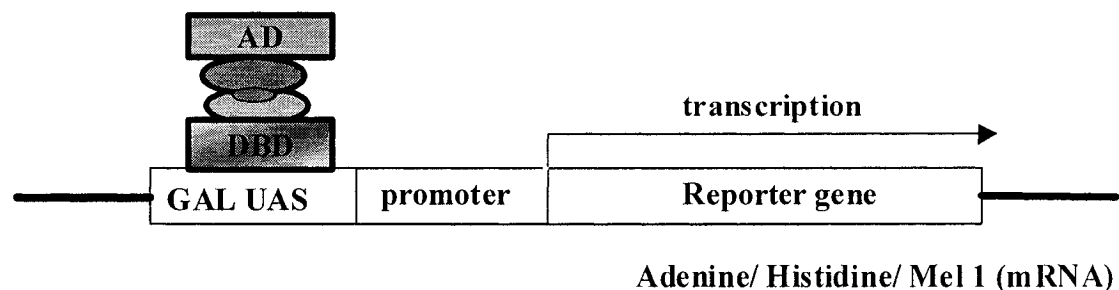 AD
transcription
DBD
GAL UAS promoter Reporter gene
Adenine/ Histidine/ Mel 1 (mRNA)